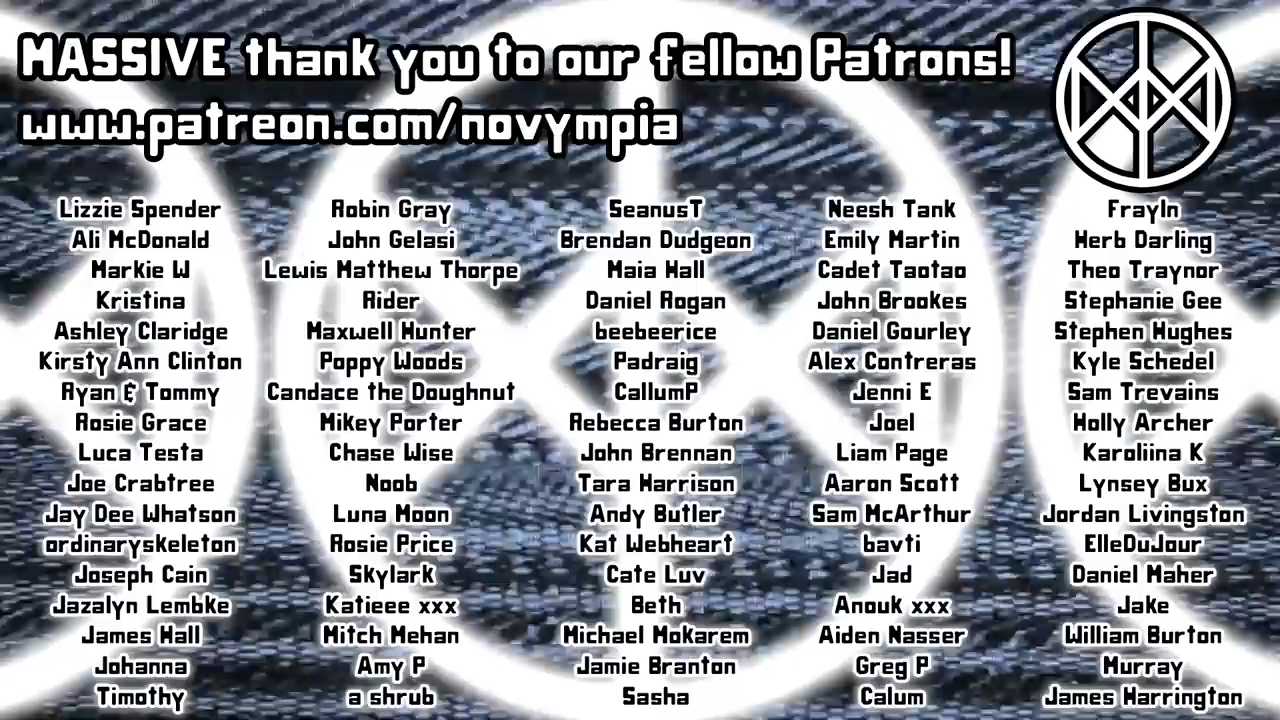 MASSIVE thank you to our fellow Patrons!
www.patreon.com/novympia
Lizzie Spender
Ali McDonald
Markie W
Kristina
Ashley Claridge
Kirsty Ann Clinton
Ryan & Tommy
Rosie Grace
Luca Testa
Joe Crabtree
Jay Dee Whatson
ordinaryskeleton
Joseph Cain
Jazalyn Lembke
James Hall
Johanna
Timothy
Robin Gray
John Gelasi
Lewis Matthew Thorpe
Rider
Maxwell Hunter
Poppy Woods
Candace the Doughnut
Mikey Porter
Chase Wise
Noob
Luna Moon
Rosie Price
Skylark
Katieee xxx
Mitch Mehan
Amy P
a shrub
SeanusT
Brendan Dudgeon
Maia Hall
Daniel Rogan
beebeerice
Padraig
CallumP
Rebecca Burton
John Brennan
Tara Harrison
Andy Butler
Kat Webheart
Cate Luv
Beth
Michael Mokarem
Jamie Branton
Sasha
Neesh Tank
Emily Martin
Cadet Taotao
John Brookes
Daniel Gourley
Alex Contreras
Jenni E
Joel
Liam Page
Aaron Scott
Sam McArthur
bavti
Jad
Anouk xxx
Aiden Nasser
Greg P
Calum
FrayIn
Herb Darling
Theo Traynor
Stephanie Gee
Stephen Hughes
Kyle Schedel
Sam Trevains
Holly Archer
Karoliina K
Lynsey Bux
Jordan Livingston
ElleDuJour
Daniel Maher
Jake
William Burton
Murray
James Harrington